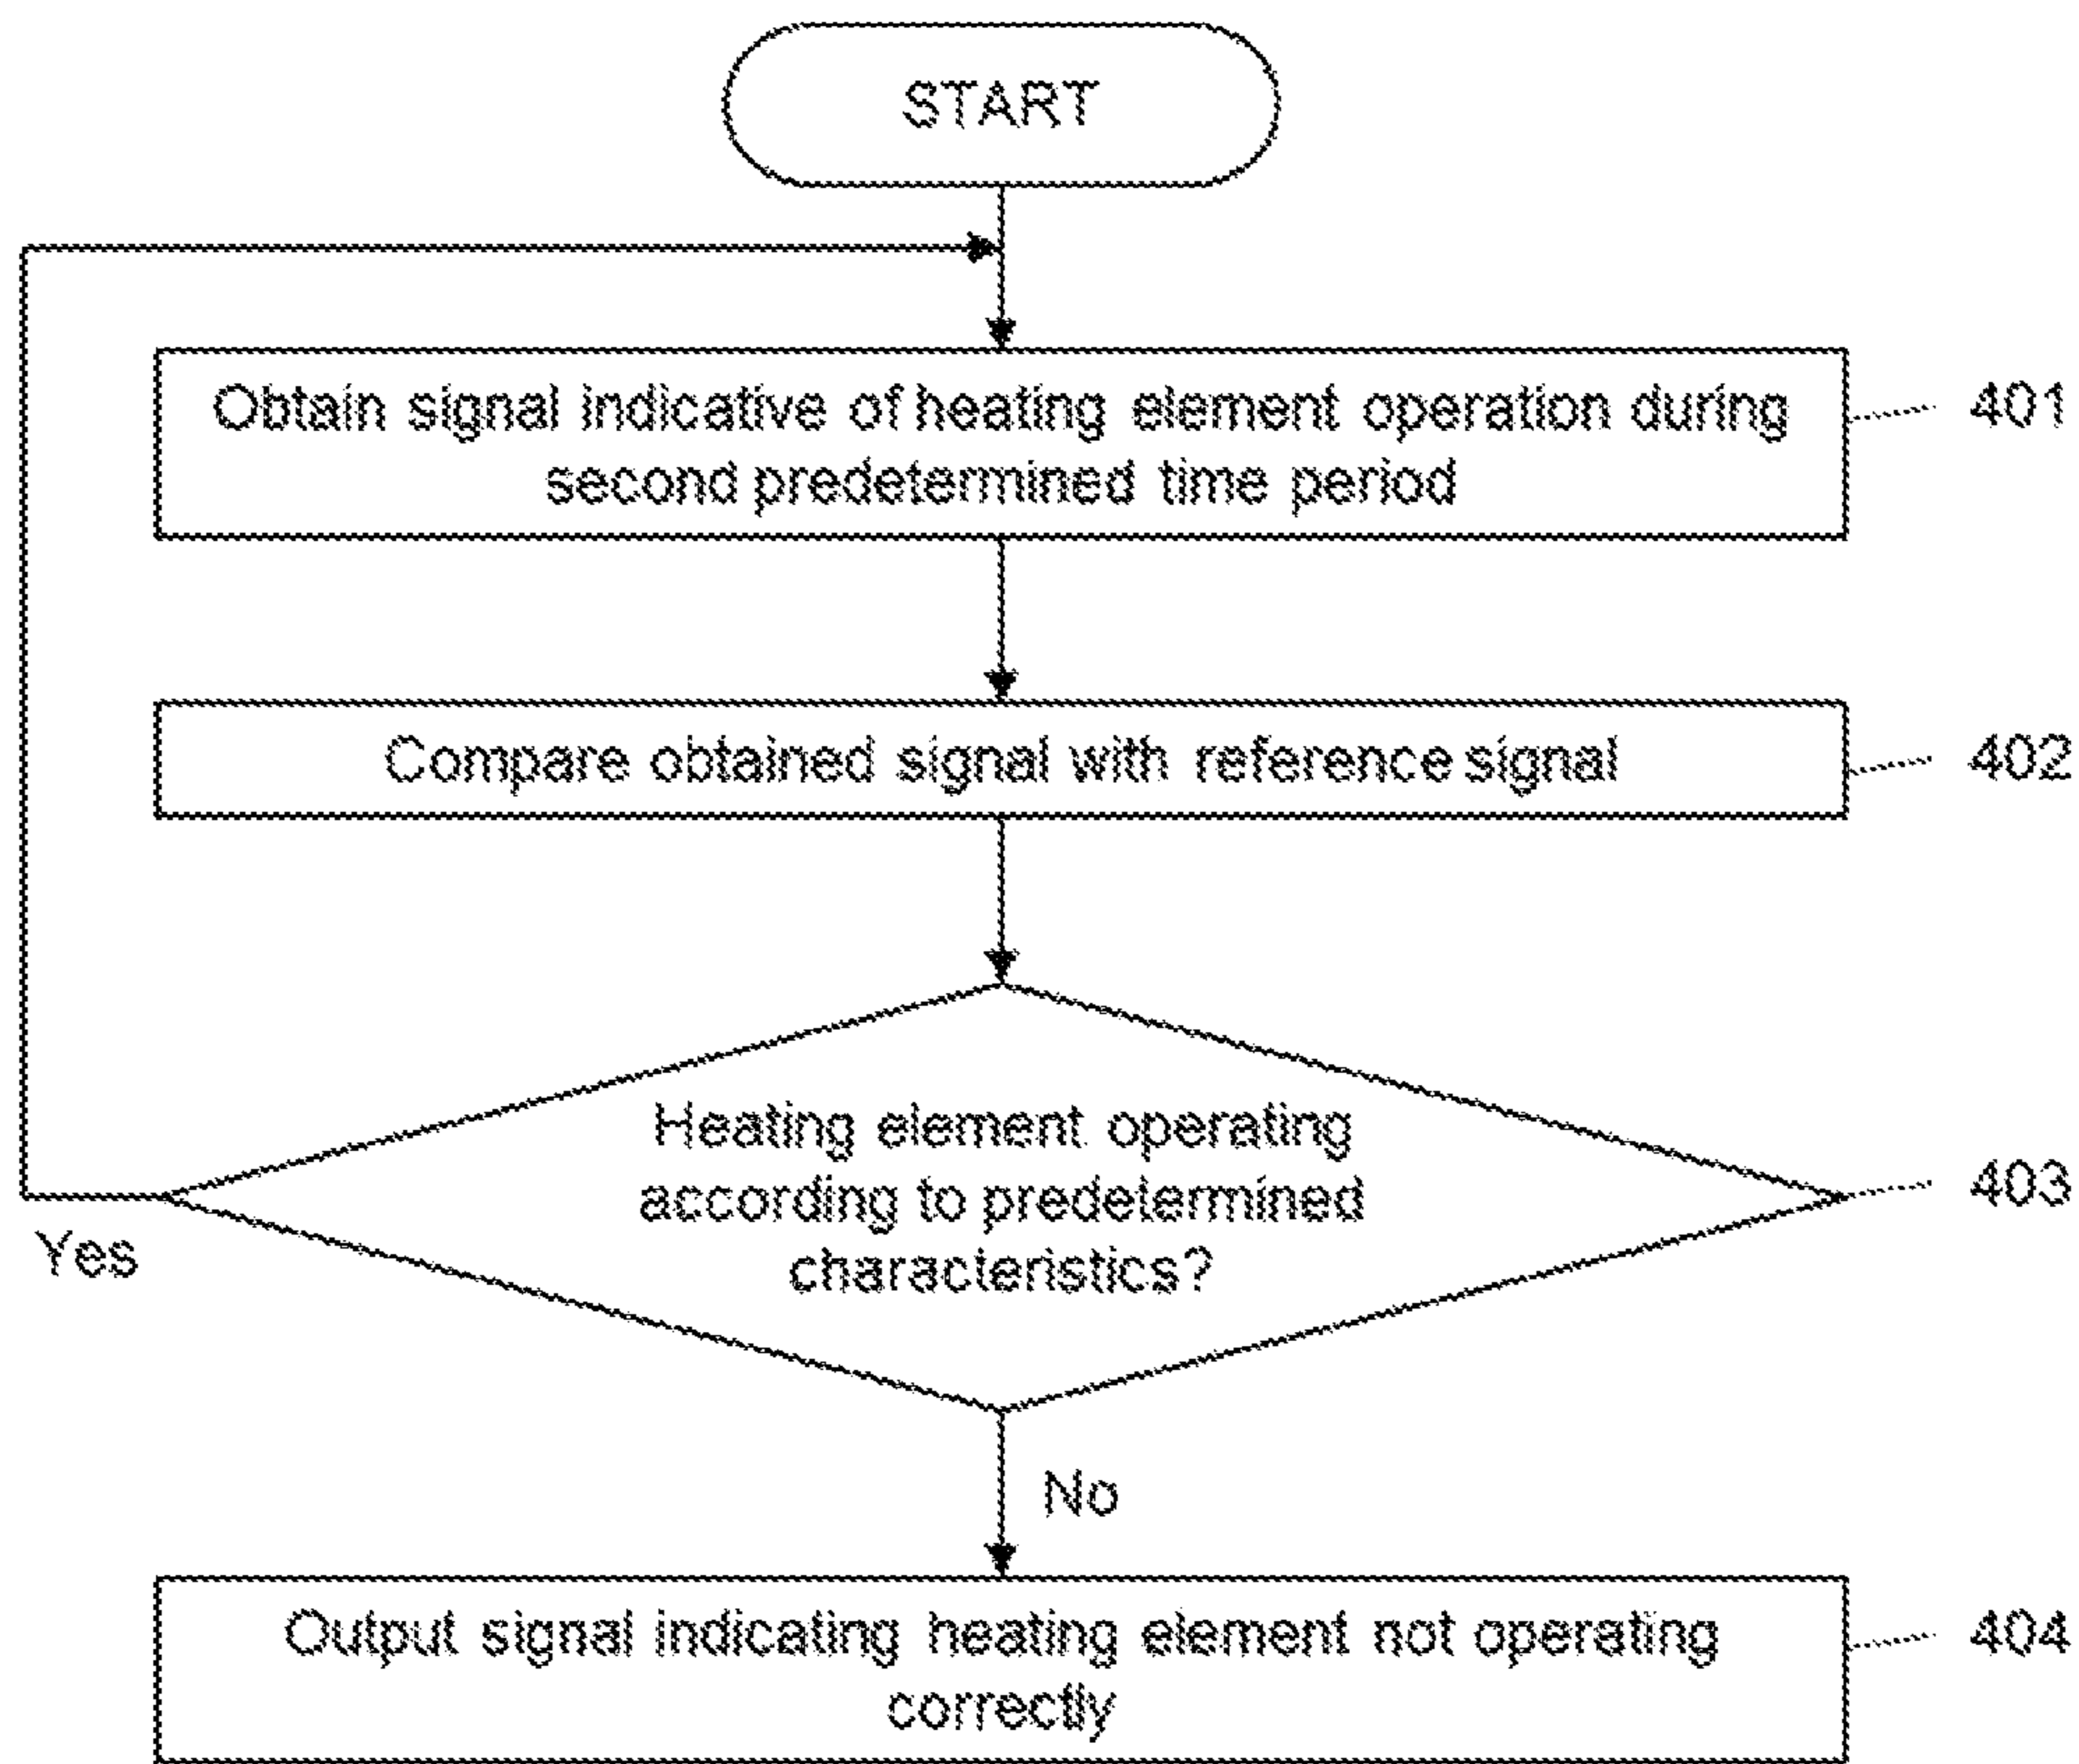 START
Obtain signal indicative of heating element operation during
second predetermined time period
401
Compare obtained signal with reference signal
402
Heating element operating
according to predetermined
characteristics?
403
Yes
No
Output signal indicating heating element not operating
correctly
404